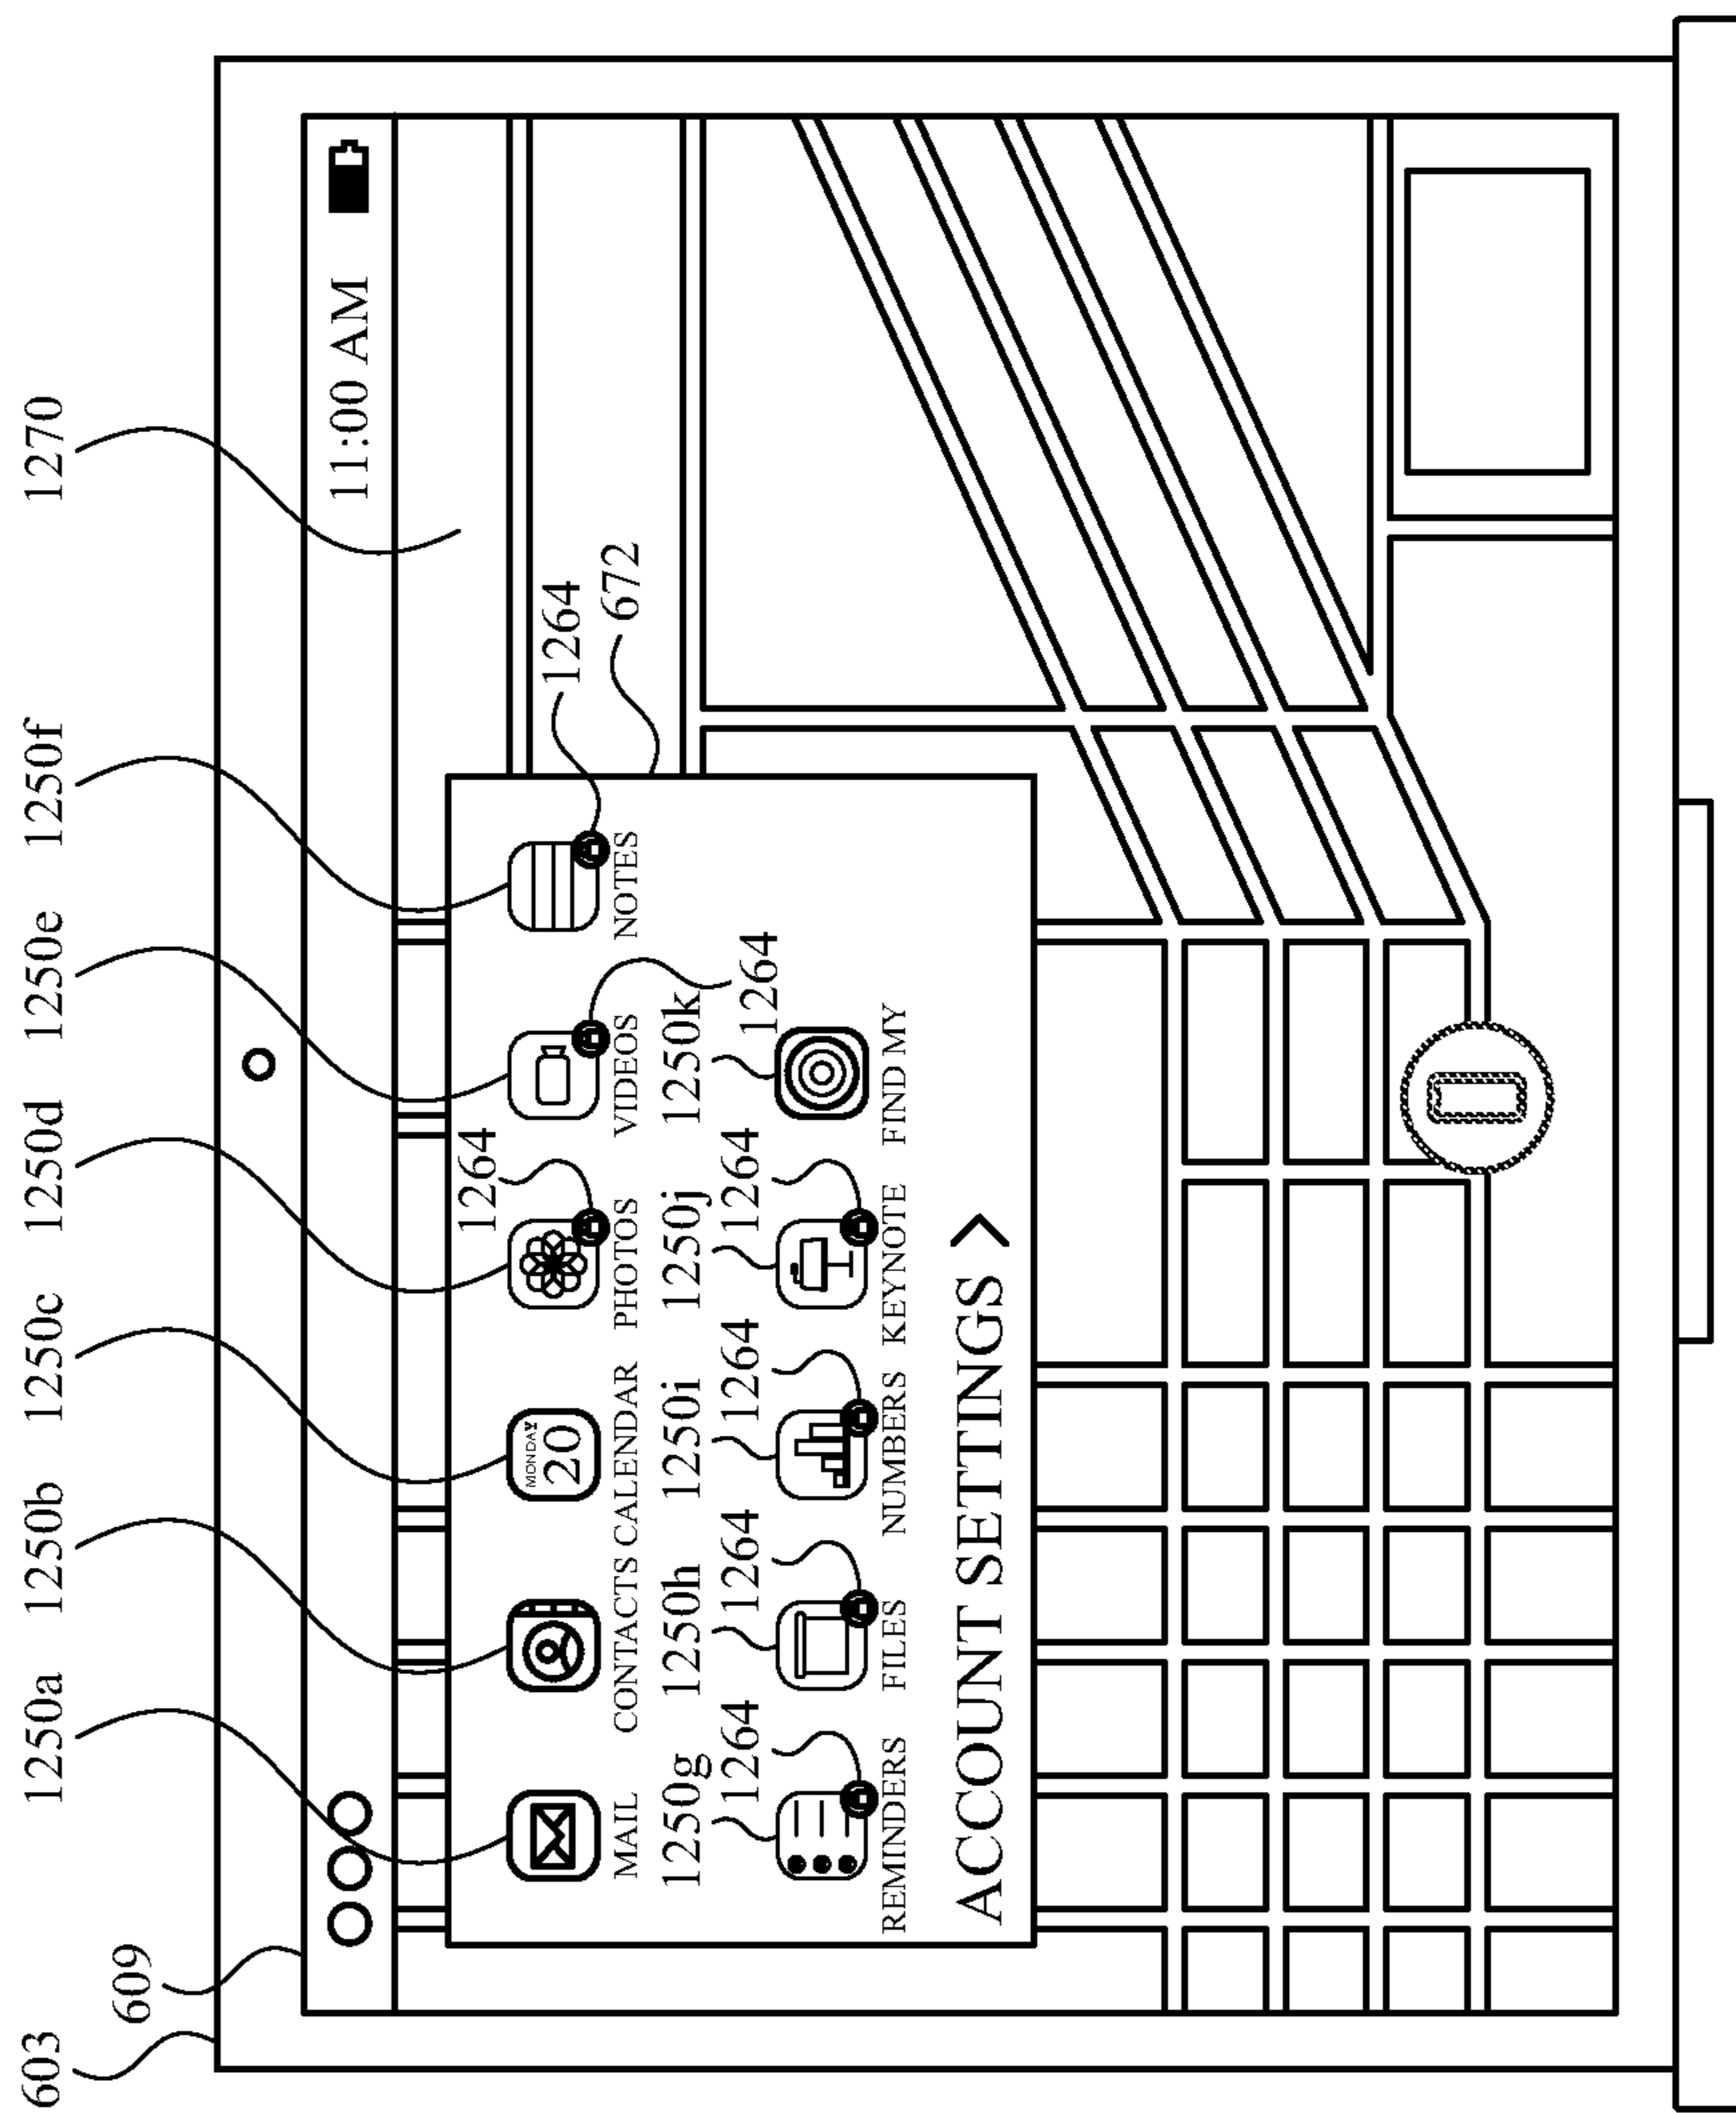 603
609
1250a
1250b
1250c
1250d
1250e
1250f
1270
11:00 AM
MONDAY
20
1264
1264
1264
672
MAIL
CONTACTS
CALENDAR
PHOTOS
VIDEOS
NOTES
1250g
1250h
1250i
1250j
1250k
1264
1264
1264
1264
1264
REMINDERS
FILES
NUMBERS
KEYNOTE
FIND MY
ACCOUNT SETTINGS >